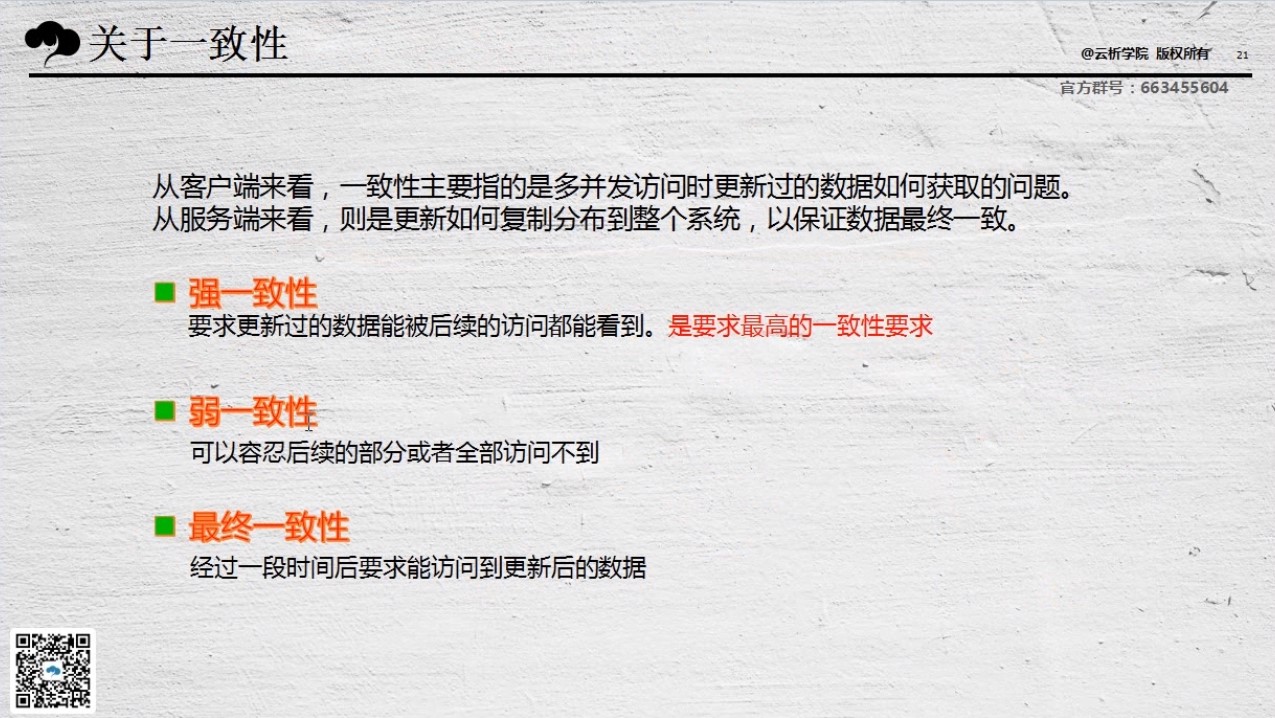 关于一致性
@云析学院 版权所有 21
官方群号：663455604
从客户端来看，一致性主要指的是多并发访问时更新过的数据如何获取的问题。
从服务端来看，则是更新如何复制分布到整个系统，以保证数据最终一致。
强一致性
要求更新过的数据能被后续的访问都能看到。是要求最高的一致性要求
弱一致性
可以容忍后续的部分或者全部访问不到
最终一致性
经过一段时间后要求能访问到更新后的数据